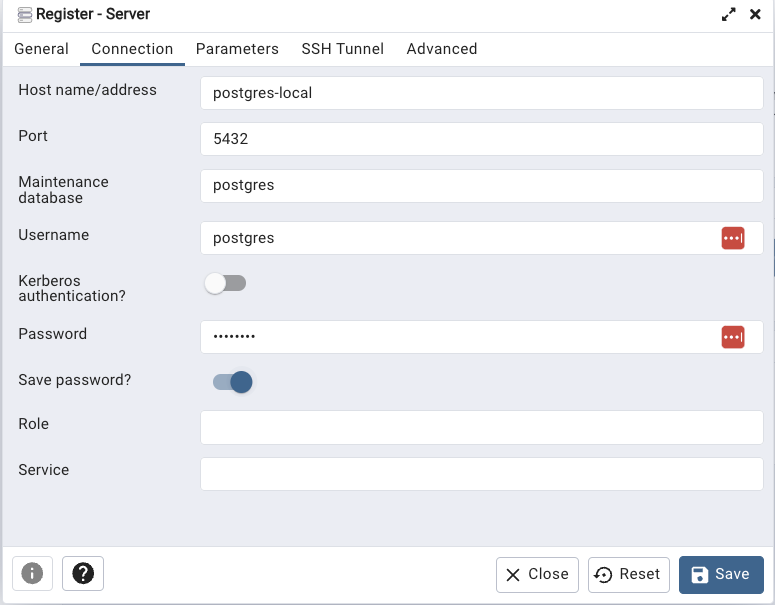 Register - Server
General Connection Parameters SSH Tunnel Advanced
Host name/address postgres-local
Port 5432
Maintenance
database postgres
Username postgres
Kerberos
authentication?
Password ••••••••
Save password?
Role
Service
Close Reset Save